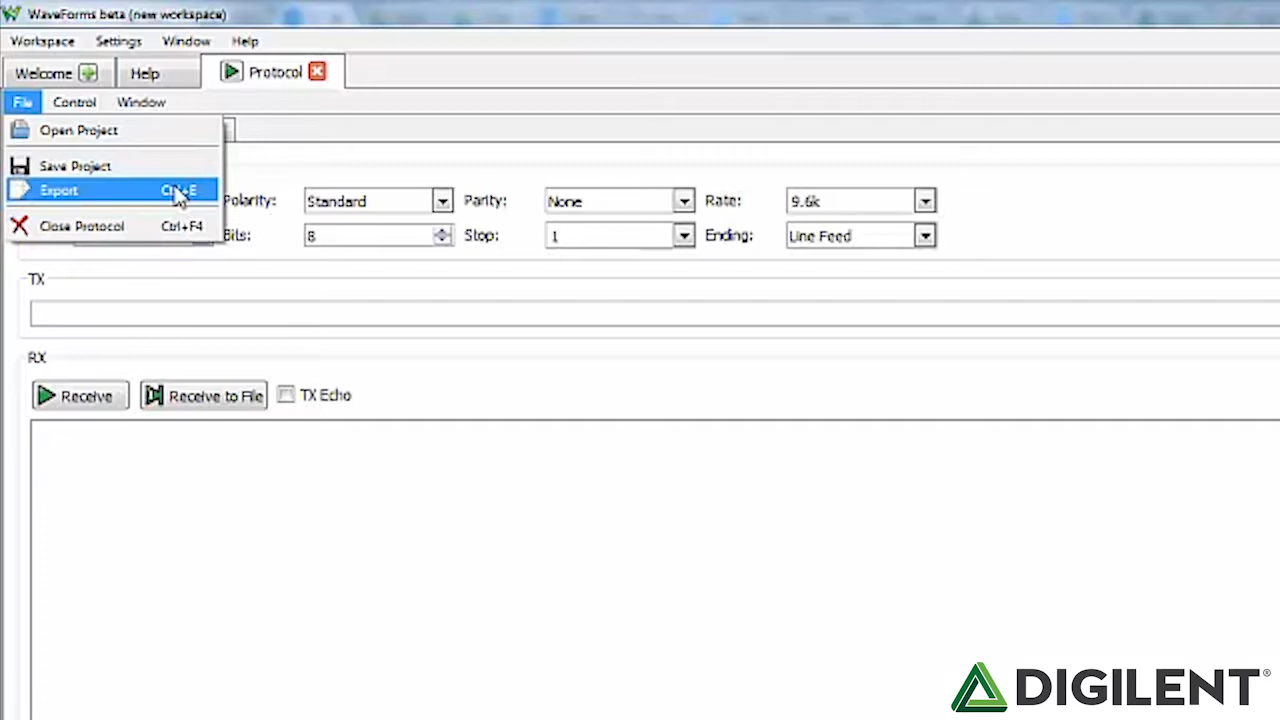 WaveForms beta (new workspace)
Workspace Settings Window Help
Welcome Help Protocol
File Control Window
Open Project
Save Project
Export Ctrl+E
Close Protocol Ctrl+F4
Polarity: Standard Parity: None Rate: 9.6k
Bits: 8 Stop: 1 Ending: Line Feed
TX
RX
Receive Receive to File TX Echo
DIGILENT®